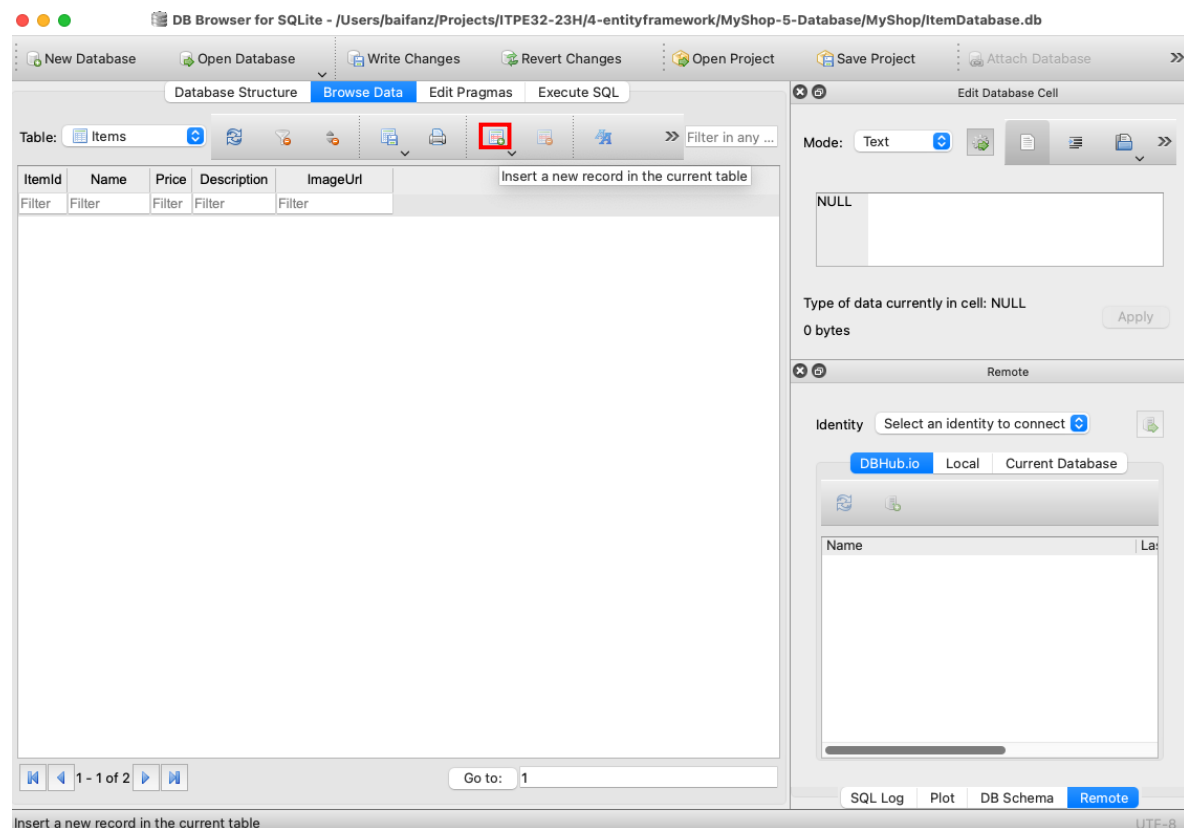 DB Browser for SQLite - /Users/baifanz/Projects/ITPE32-23H/4-entityframework/MyShop-5-Database/MyShop/ItemDatabase.db
New Database Open Database Write Changes Revert Changes Open Project Save Project Attach Database
Database Structure Browse Data Edit Pragmas Execute SQL
Table: Items Filter in any ...
Insert a new record in the current table
ItemId Name Price Description ImageUrl
Filter Filter Filter Filter Filter
1 - 1 of 2 Go to: 1
Edit Database Cell
Mode: Text
NULL
Type of data currently in cell: NULL
0 bytes
Apply
Remote
Identity Select an identity to connect
DBHub.io Local Current Database
Name Las
SQL Log Plot DB Schema Remote
Insert a new record in the current table UTF-8